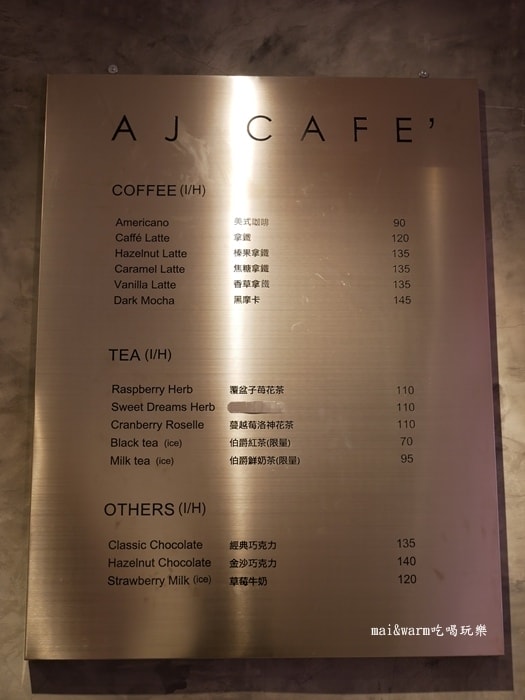 AJ CAFE’
COFFEE (I/H)
Americano 美式咖啡 90
Caffé Latte 拿鐵 120
Hazelnut Latte 榛果拿鐵 135
Caramel Latte 焦糖拿鐵 135
Vanilla Latte 香草拿鐵 135
Dark Mocha 黑摩卡 145
TEA (I/H)
Raspberry Herb 覆盆子莓花茶 110
Sweet Dreams Herb 110
Cranberry Roselle 蔓越莓洛神花茶 110
Black tea (ice) 伯爵紅茶(限量) 70
Milk tea (ice) 伯爵鮮奶茶(限量) 95
OTHERS (I/H)
Classic Chocolate 經典巧克力 135
Hazelnut Chocolate 金沙巧克力 140
Strawberry Milk (ice) 草莓牛奶 120
mai&warm吃喝玩樂